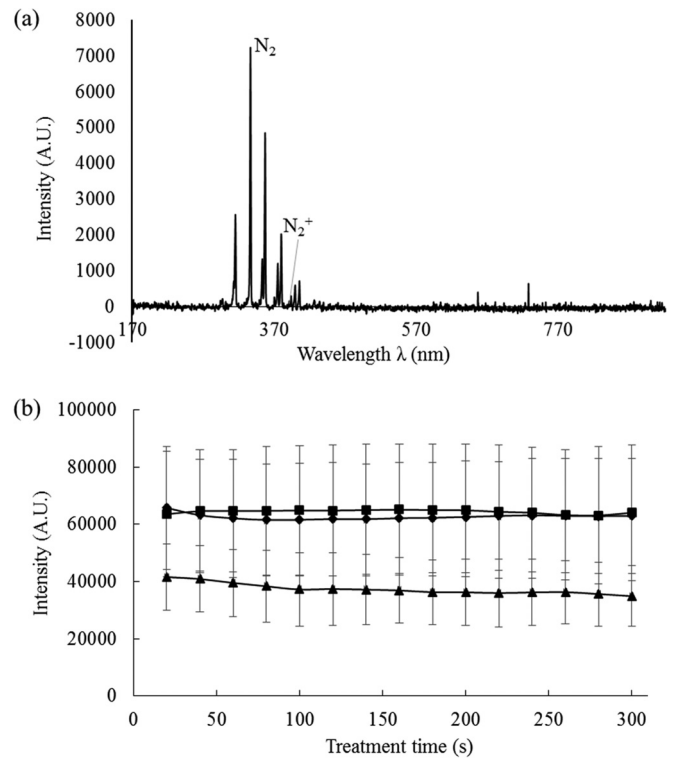 (a)
8000
7000
6000
5000
4000
3000
2000
1000
0
-1000
Intensity (A.U.)
N₂
N₂⁺
170 370 570 770
Wavelength λ (nm)
(b)
100000
80000
60000
40000
20000
0
Intensity (A.U.)
0 50 100 150 200 250 300
Treatment time (s)